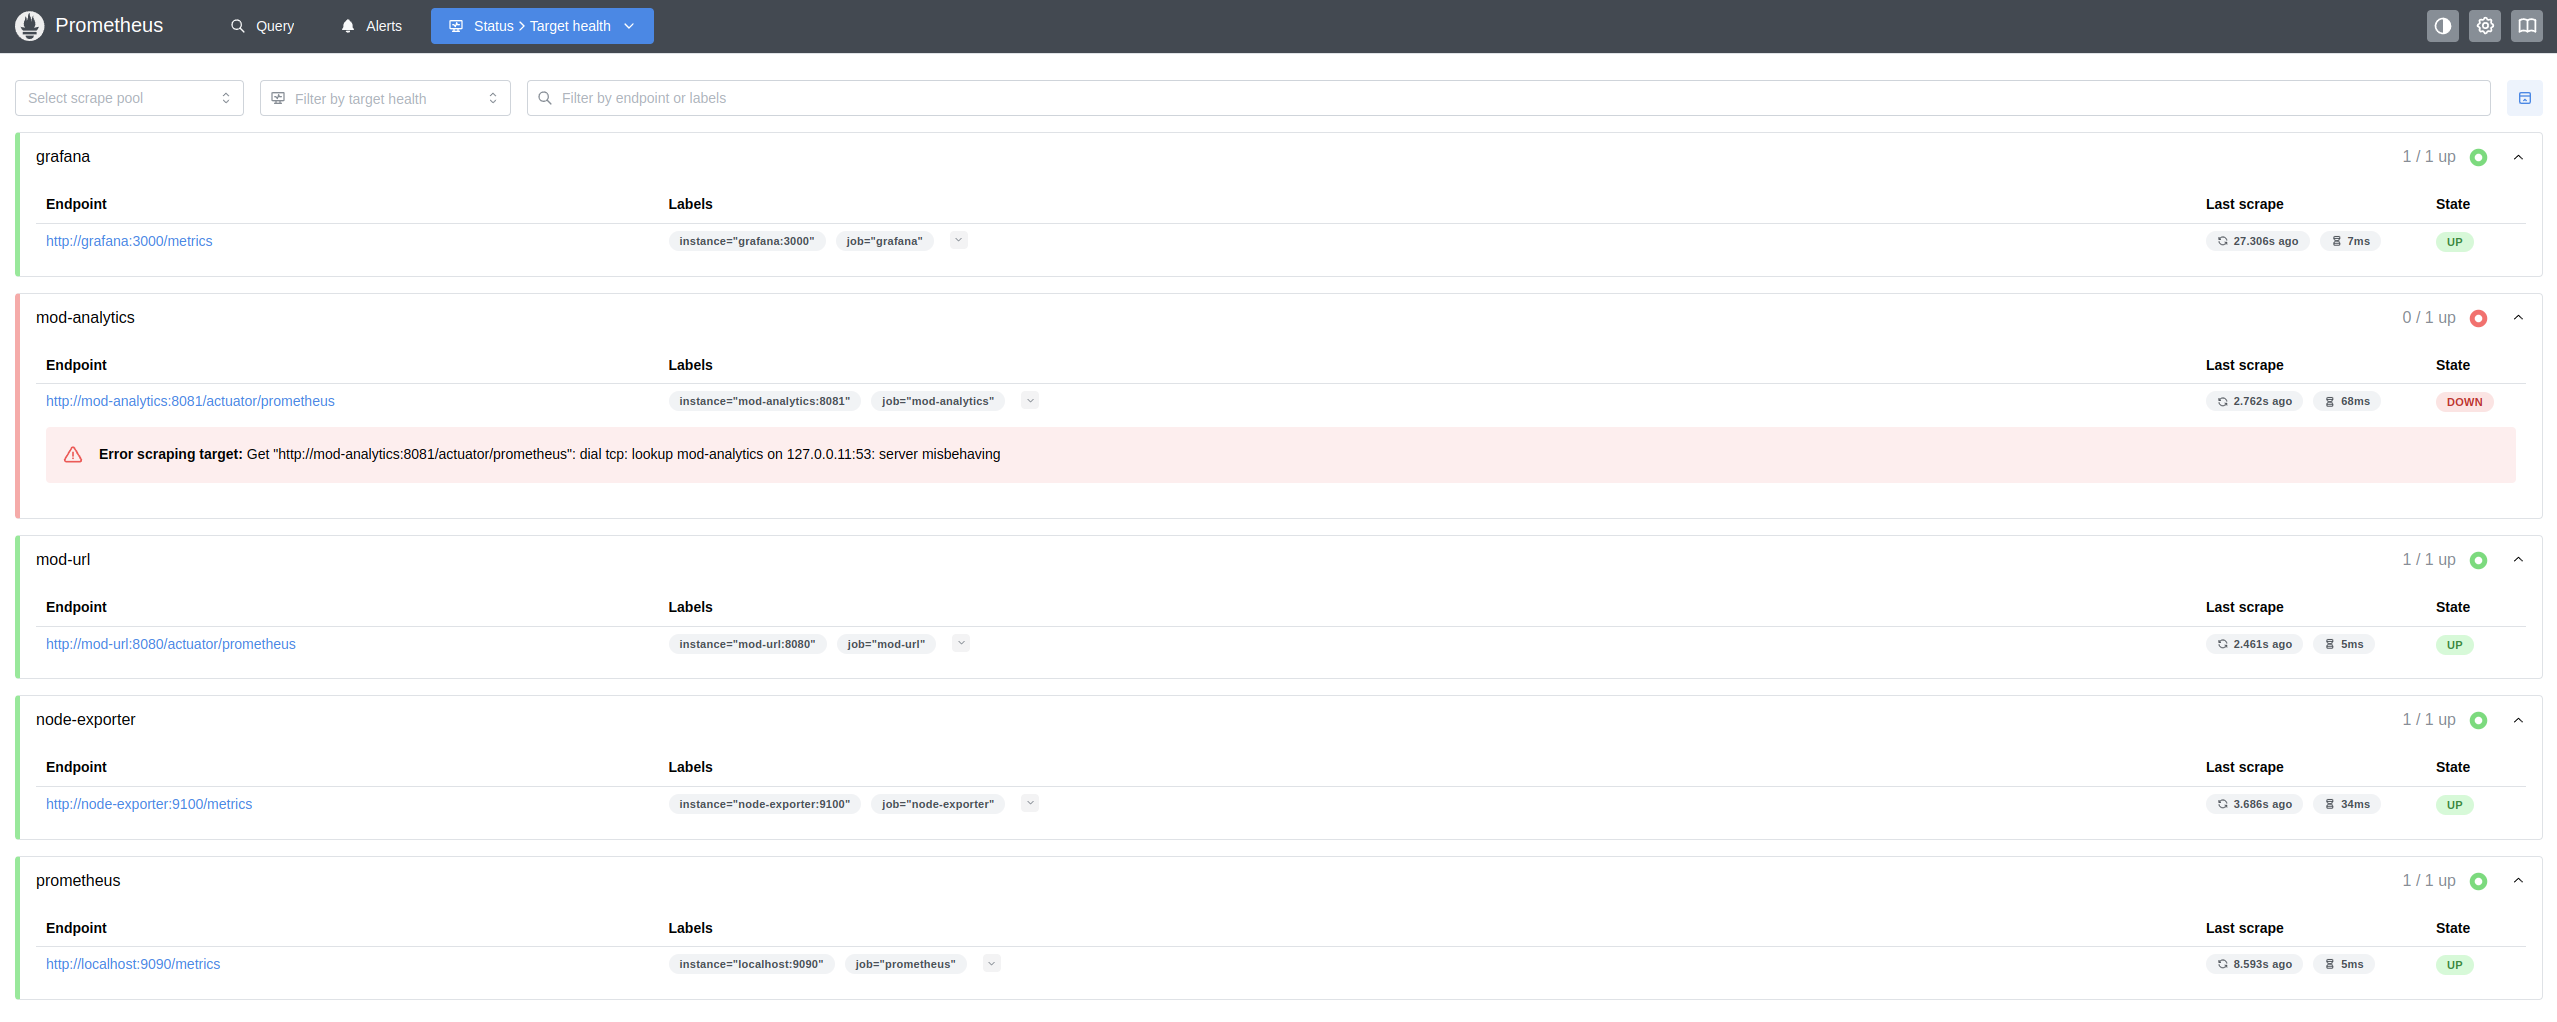 Prometheus Query Alerts Status > Target health
Select scrape pool Filter by target health Filter by endpoint or labels
grafana 1 / 1 up
Endpoint Labels Last scrape State
http://grafana:3000/metrics instance="grafana:3000" job="grafana" 27.306s ago 7ms UP
mod-analytics 0 / 1 up
Endpoint Labels Last scrape State
http://mod-analytics:8081/actuator/prometheus instance="mod-analytics:8081" job="mod-analytics" 2.762s ago 68ms DOWN
Error scraping target: Get "http://mod-analytics:8081/actuator/prometheus": dial tcp: lookup mod-analytics on 127.0.0.11:53: server misbehaving
mod-url 1 / 1 up
Endpoint Labels Last scrape State
http://mod-url:8080/actuator/prometheus instance="mod-url:8080" job="mod-url" 2.461s ago 5ms UP
node-exporter 1 / 1 up
Endpoint Labels Last scrape State
http://node-exporter:9100/metrics instance="node-exporter:9100" job="node-exporter" 3.686s ago 34ms UP
prometheus 1 / 1 up
Endpoint Labels Last scrape State
http://localhost:9090/metrics instance="localhost:9090" job="prometheus" 8.593s ago 5ms UP